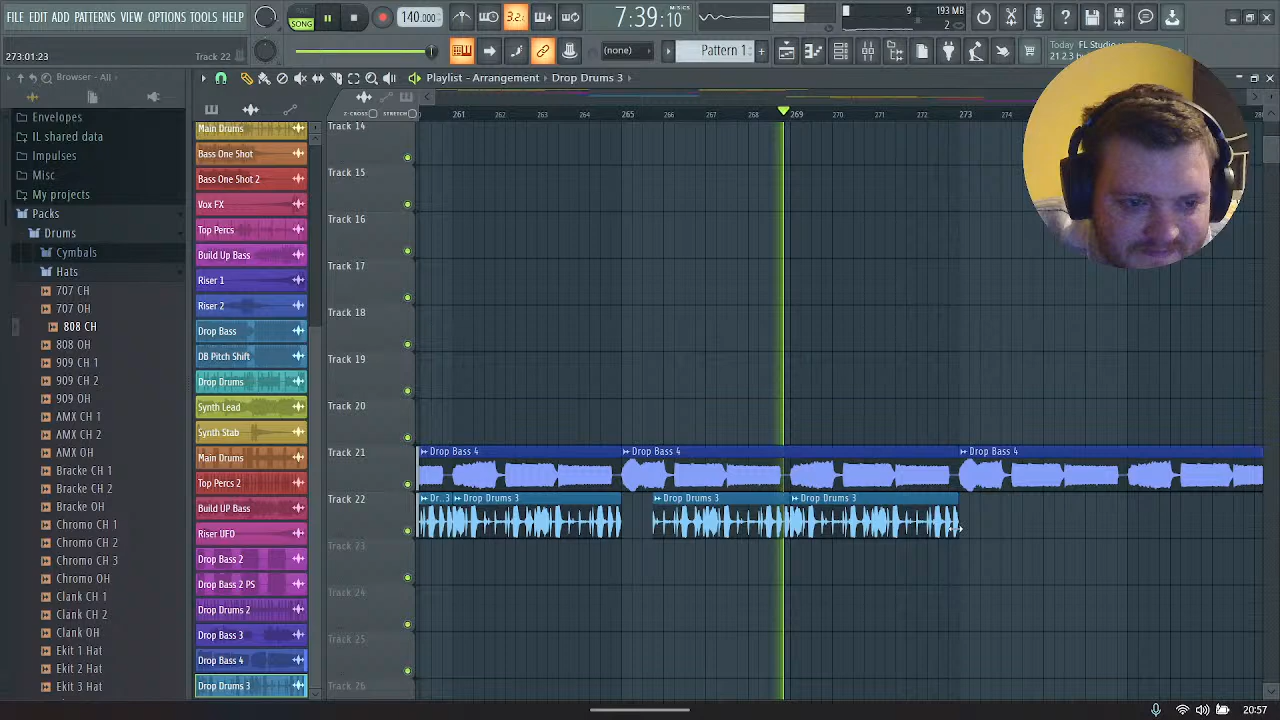 FILE EDIT ADD PATTERNS VIEW OPTIONS TOOLS HELP
273:01:23
Track 22
PAT
SONG
140.000
3.2.
7:39:10
M:S:CS
9
193 MB
2
(none)
Pattern 1
Today
FL Studio
Browser - All
Playlist - Arrangement
Drop Drums 3
Z-CROSS
STRETCH
261
262
263
264
265
266
267
268
269
270
271
272
273
274
Envelopes
IL shared data
Impulses
Misc
My projects
Packs
Drums
Cymbals
Hats
707 CH
707 OH
808 CH
808 OH
909 CH 1
909 CH 2
909 OH
AMX CH 1
AMX CH 2
AMX OH
Bracke CH 1
Bracke CH 2
Bracke OH
Chromo CH 1
Chromo CH 2
Chromo CH 3
Chromo OH
Clank CH 1
Clank CH 2
Clank OH
Ekit 1 Hat
Ekit 2 Hat
Ekit 3 Hat
Main Drums
Bass One Shot
Bass One Shot 2
Vox FX
Top Percs
Build Up Bass
Riser 1
Riser 2
Drop Bass
DB Pitch Shift
Drop Drums
Synth Lead
Synth Stab
Main Drums
Top Percs 2
Build UP Bass
Riser UFO
Drop Bass 2
Drop Bass 2 PS
Drop Drums 2
Drop Bass 3
Drop Bass 4
Drop Drums 3
Track 14
Track 15
Track 16
Track 17
Track 18
Track 19
Track 20
Track 21
Track 22
Track 23
Track 24
Track 25
Track 26
Drop Bass 4
Drop Bass 4
Drop Bass 4
Dr..3
Drop Drums 3
Drop Drums 3
Drop Drums 3
20:57